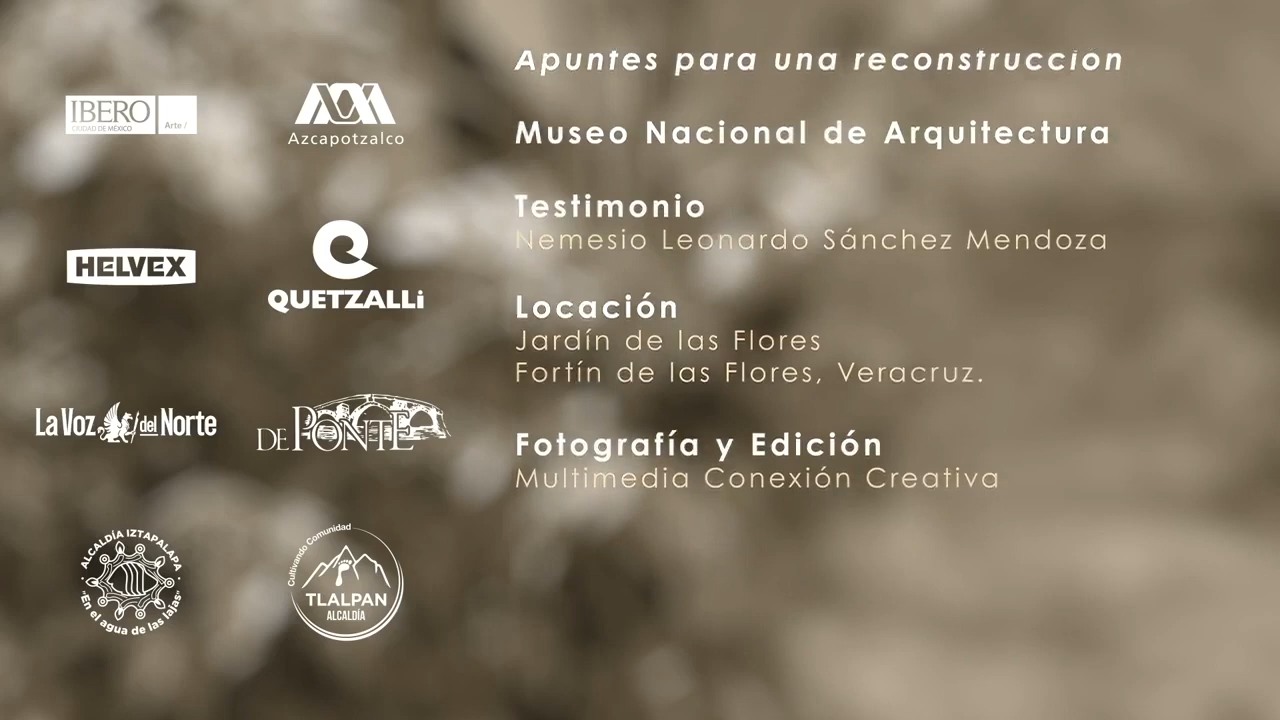 IBERO
CIUDAD DE MÉXICO
Arte /
Azcapotzalco
HELVEX
QUETZALLi
La Voz del Norte
DE PONTE
ALCALDÍA IZTAPALAPA
"En el agua de las lajas"
Cultivando Comunidad
TLALPAN
ALCALDÍA
Apuntes para una reconstrucción
Museo Nacional de Arquitectura
Testimonio
Nemesio Leonardo Sánchez Mendoza
Locación
Jardín de las Flores
Fortín de las Flores, Veracruz.
Fotografía y Edición
Multimedia Conexión Creativa